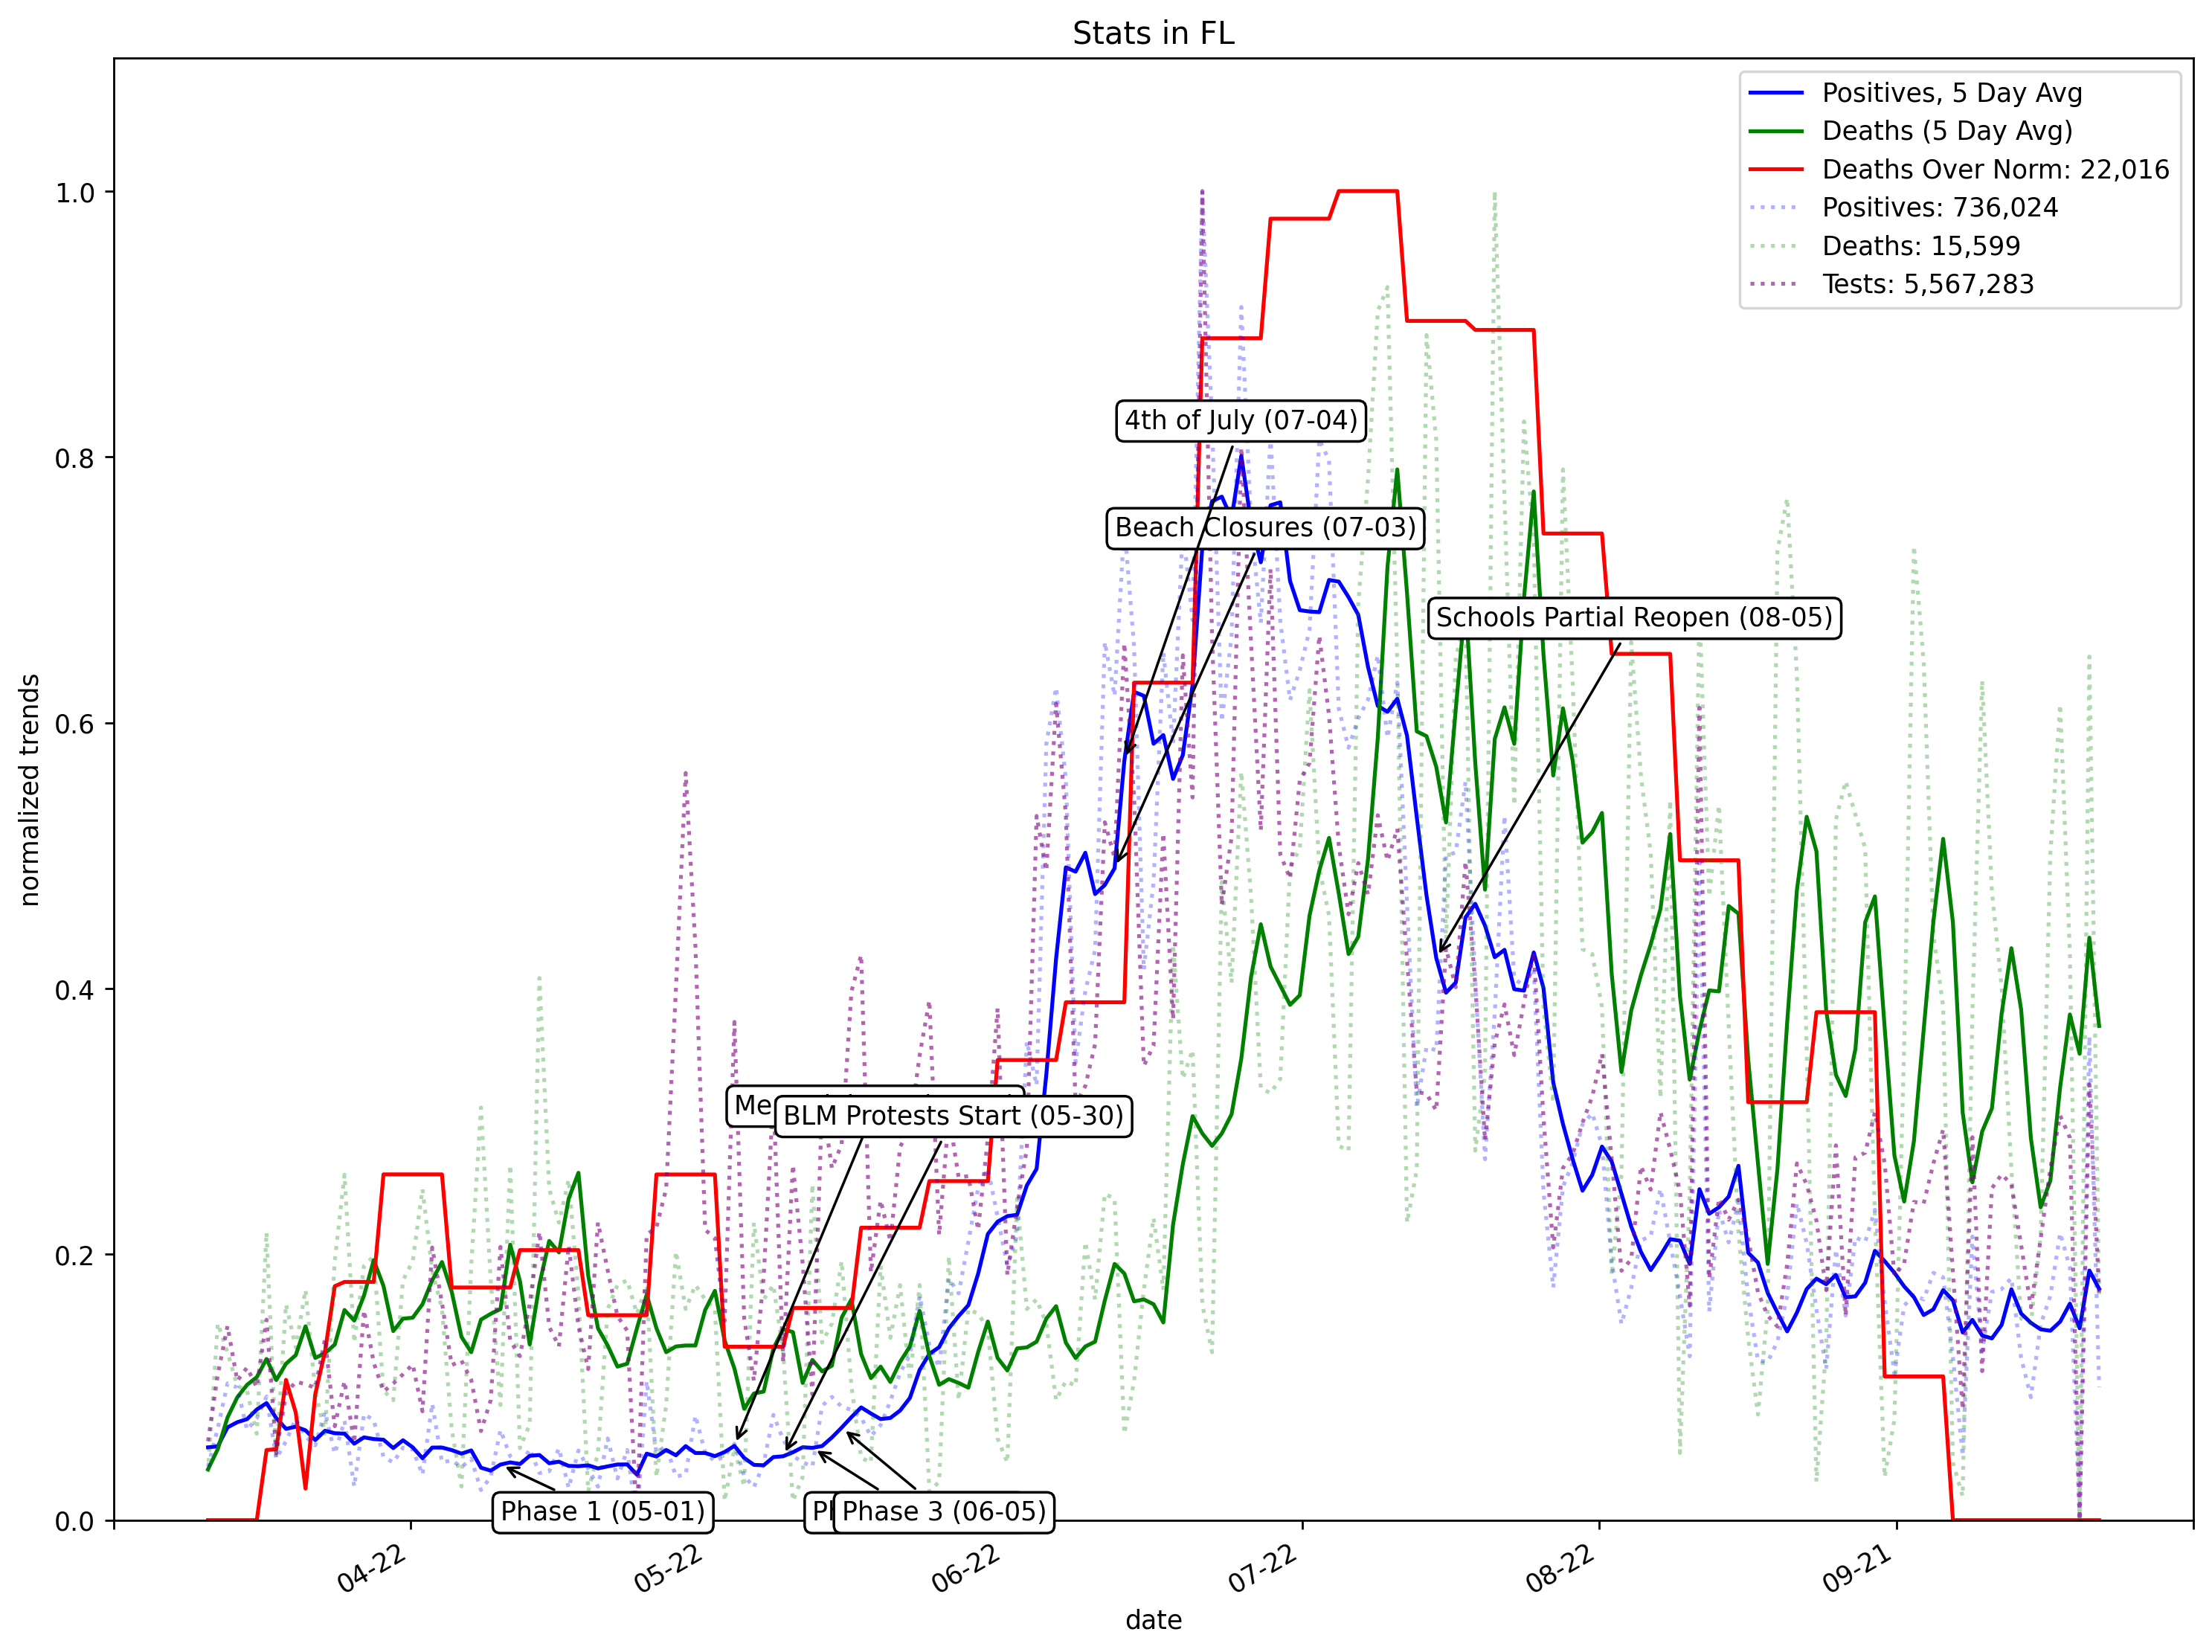 Stats in FL
Positives, 5 Day Avg
Deaths (5 Day Avg)
Deaths Over Norm: 22,016
Positives: 736,024
Deaths: 15,599
Tests: 5,567,283
1.0
0.8
0.6
0.4
0.2
0.0
normalized trends
4th of July (07-04)
Beach Closures (07-03)
Schools Partial Reopen (08-05)
BLM Protests Start (05-30)
Phase 1 (05-01)
Phase 3 (06-05)
04-22
05-22
06-22
07-22
08-22
09-21
date